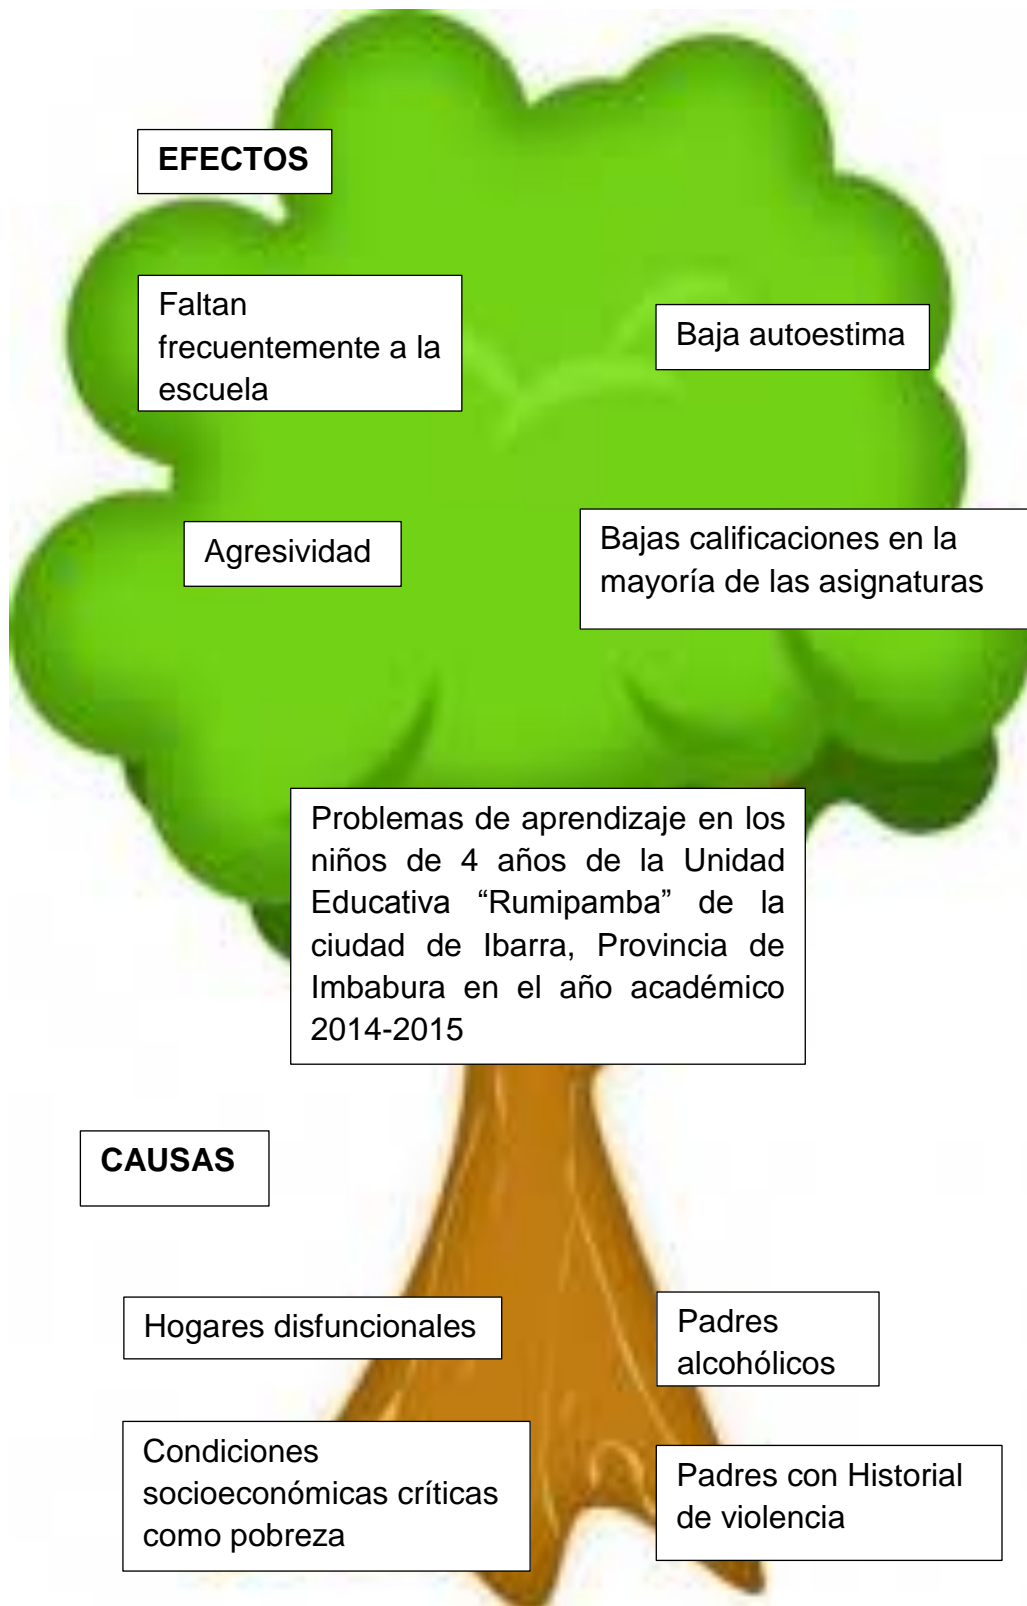 EFECTOS
Faltan
frecuentemente a la
escuela
Baja autoestima
Agresividad
Bajas calificaciones en la
mayoría de las asignaturas
Problemas de aprendizaje en los
niños de 4 años de la Unidad
Educativa “Rumipamba” de la
ciudad de Ibarra, Provincia de
Imbabura en el año académico
2014-2015
CAUSAS
Hogares disfuncionales
Padres
alcohólicos
Condiciones
socioeconómicas críticas
como pobreza
Padres con Historial
de violencia